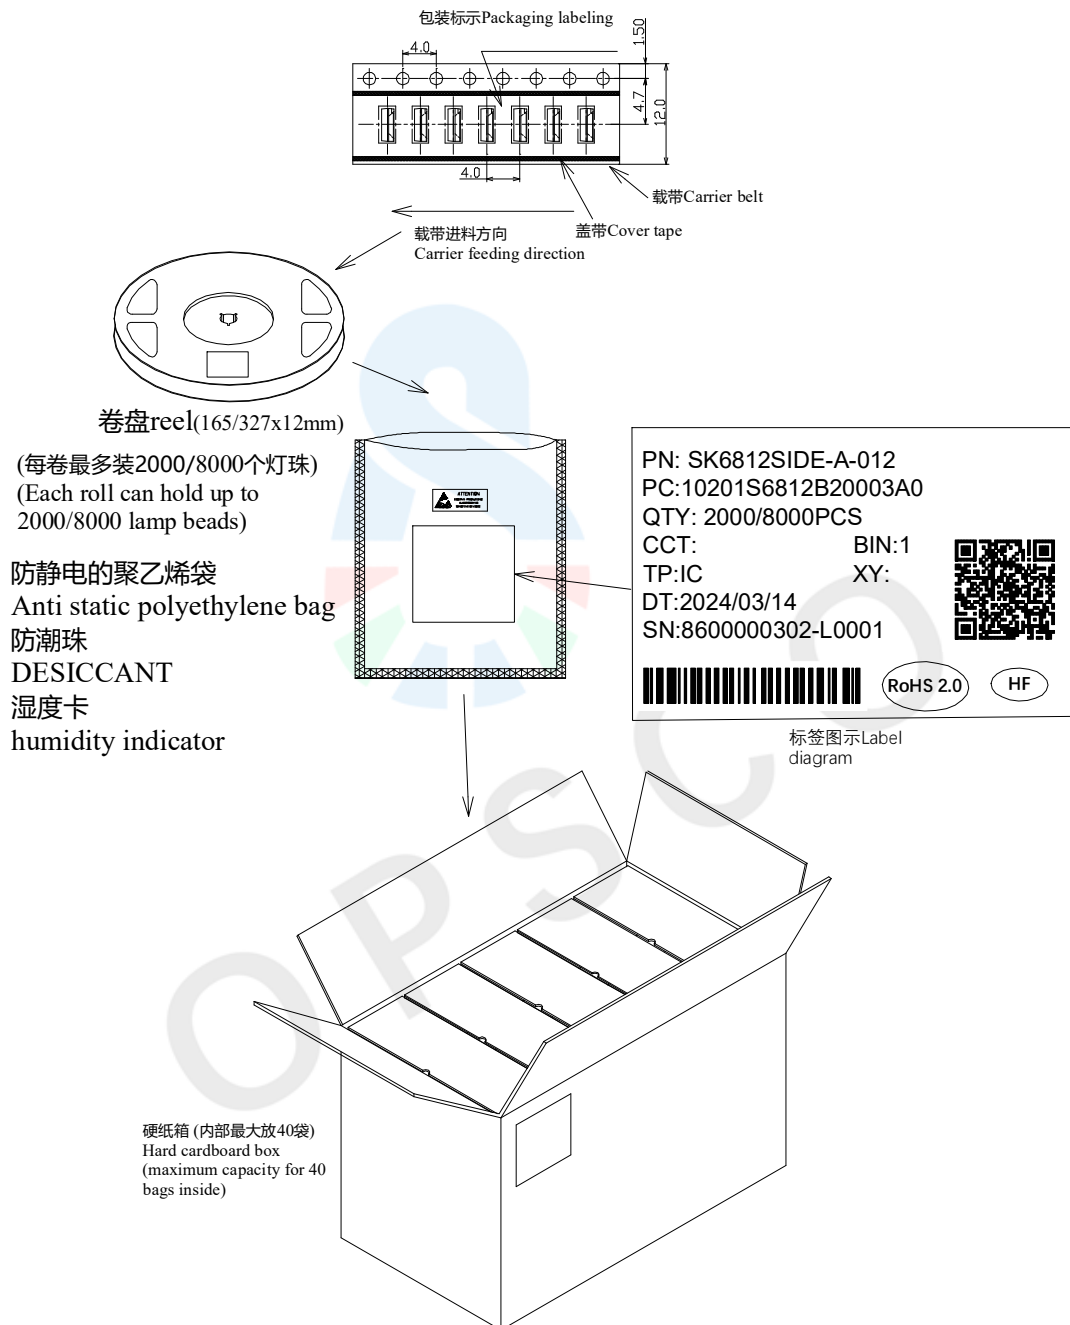 包装标示Packaging labeling
4.0
1.50
4.7
12.0
4.0
载带Carrier belt
盖带Cover tape
载带进料方向
Carrier feeding direction
卷盘reel(165/327x12mm)
(每卷最多装2000/8000个灯珠)
(Each roll can hold up to
2000/8000 lamp beads)
防静电的聚乙烯袋
Anti static polyethylene bag
防潮珠
DESICCANT
湿度卡
humidity indicator
ATTENTION
PN: SK6812SIDE-A-012
PC:10201S6812B20003A0
QTY: 2000/8000PCS
CCT: BIN:1
TP:IC XY:
DT:2024/03/14
SN:8600000302-L0001
RoHS 2.0
HF
标签图示Label
diagram
硬纸箱 (内部最大放40袋)
Hard cardboard box
(maximum capacity for 40
bags inside)
OPSCO